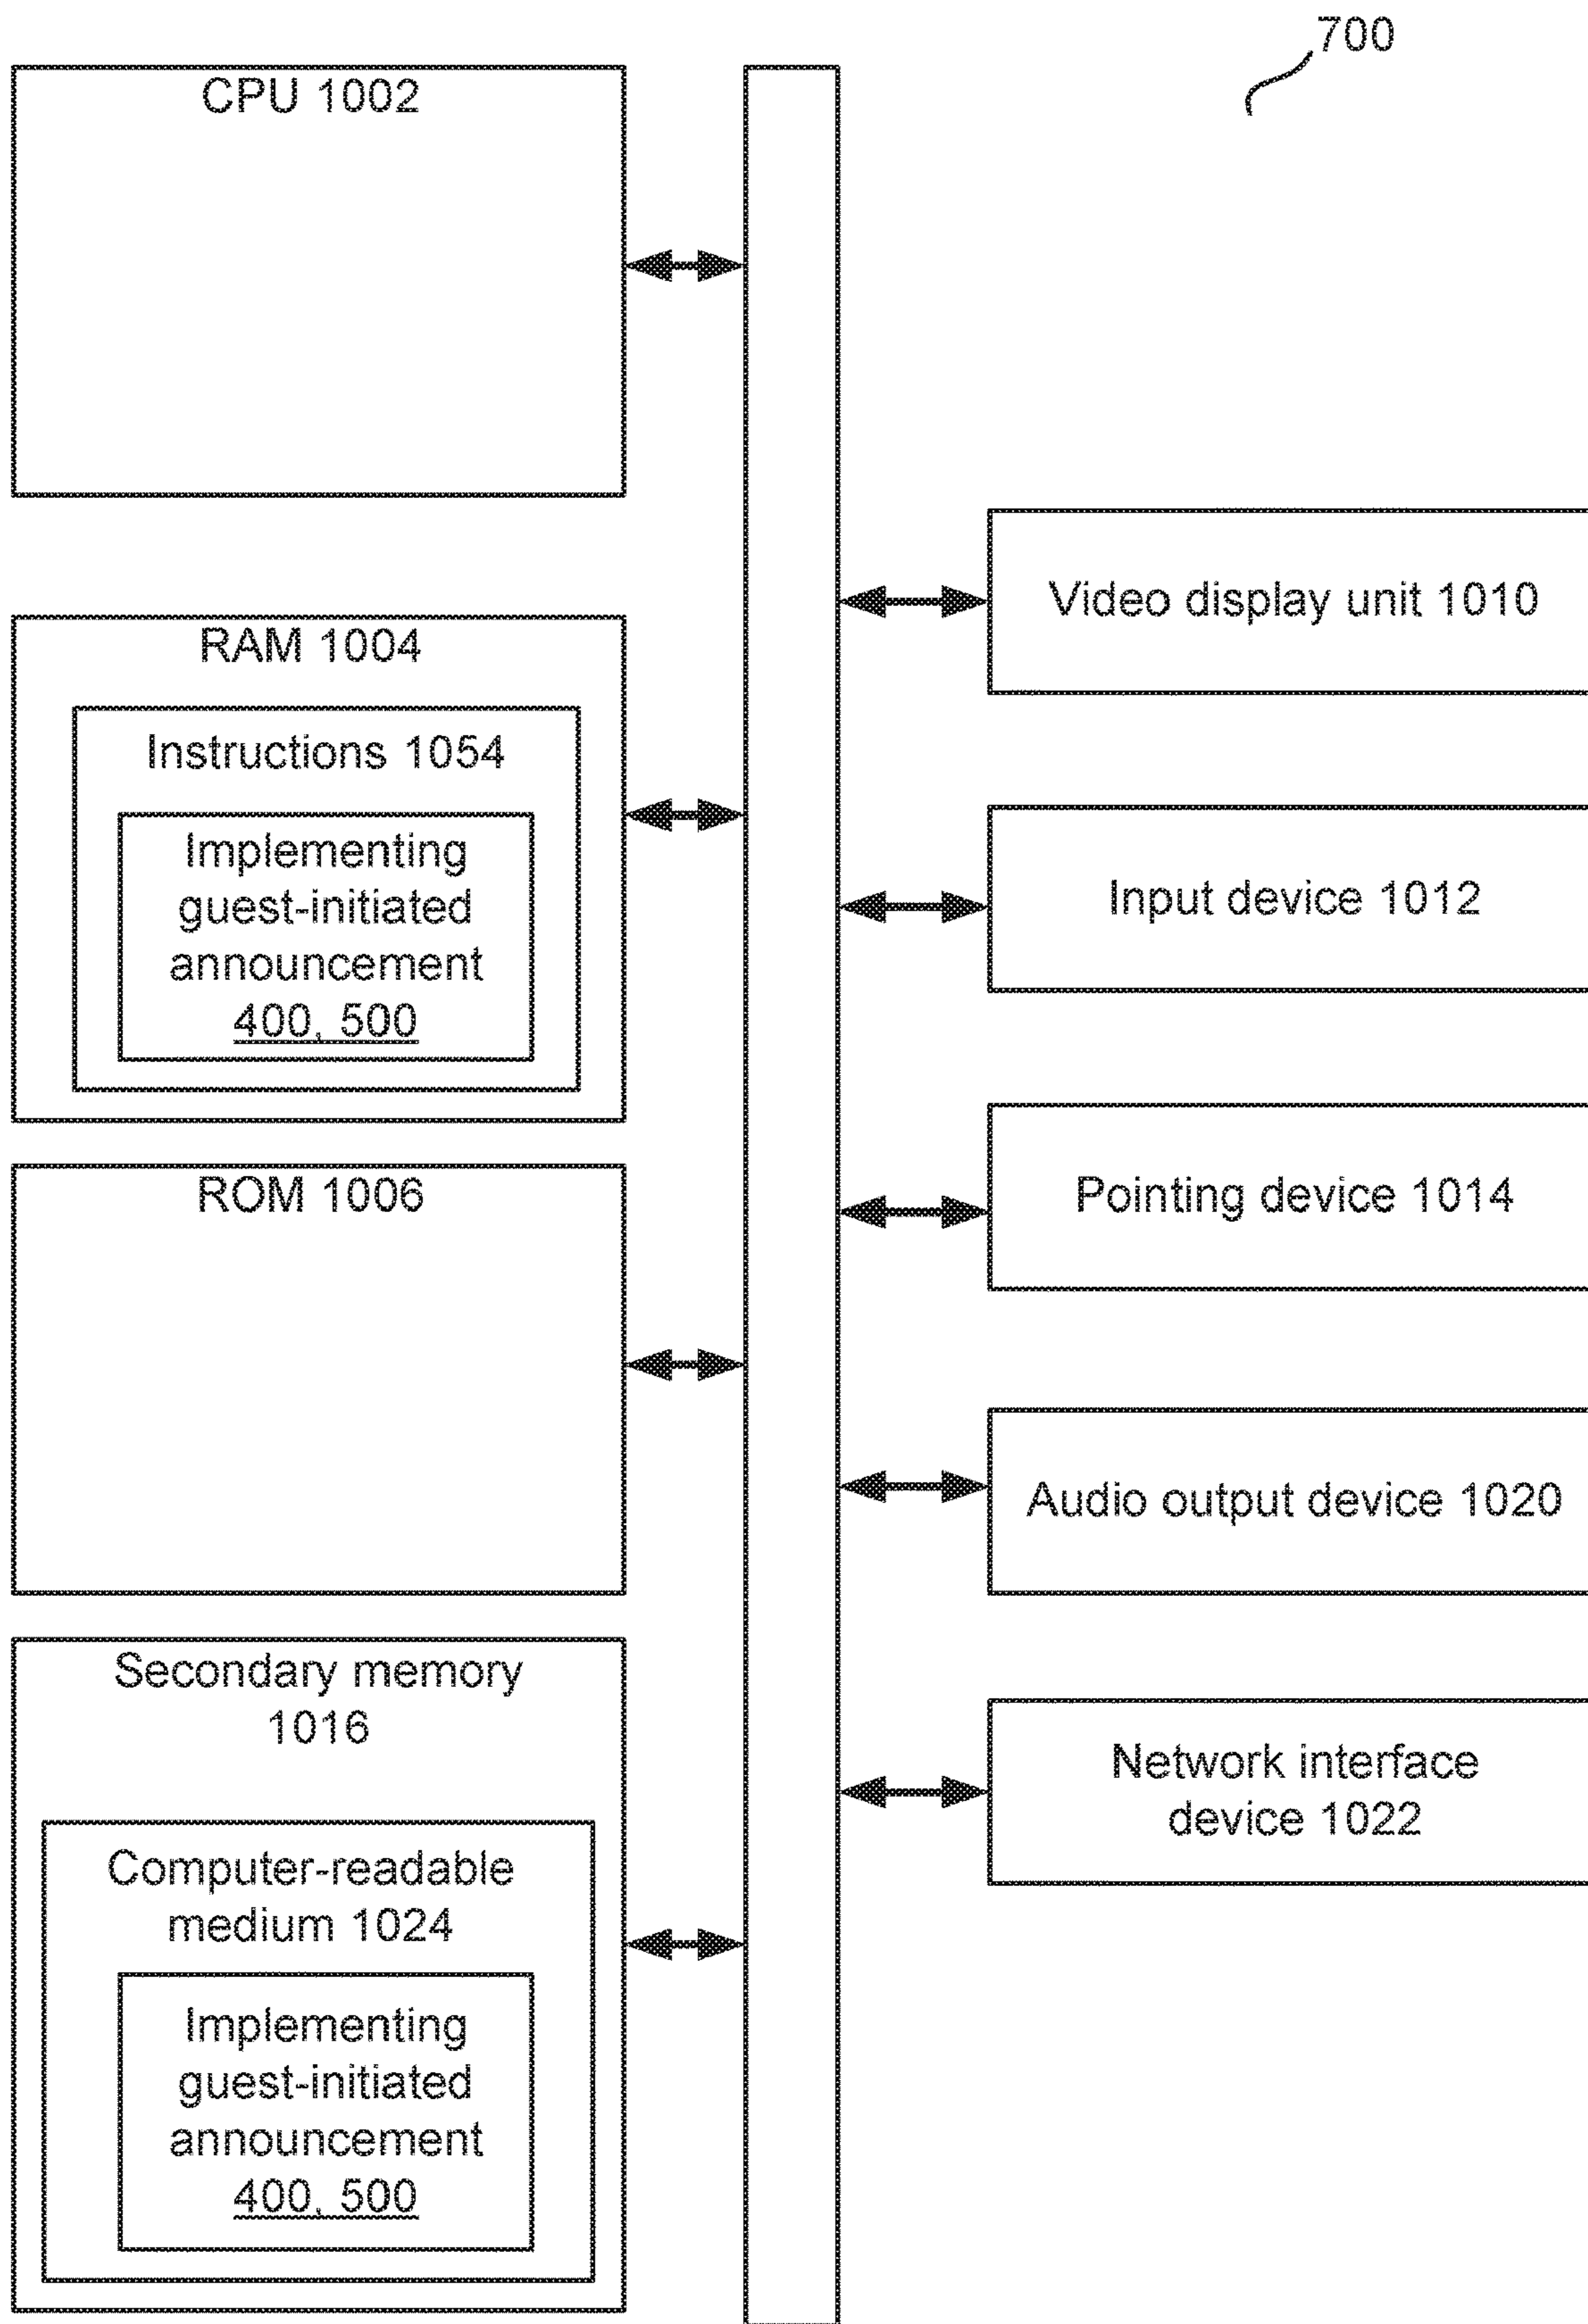 700
CPU 1002
RAM 1004
Instructions 1054
Implementing
guest-initiated
announcement
400, 500
ROM 1006
Secondary memory
1016
Computer-readable
medium 1024
Implementing
guest-initiated
announcement
400, 500
Video display unit 1010
Input device 1012
Pointing device 1014
Audio output device 1020
Network interface
device 1022